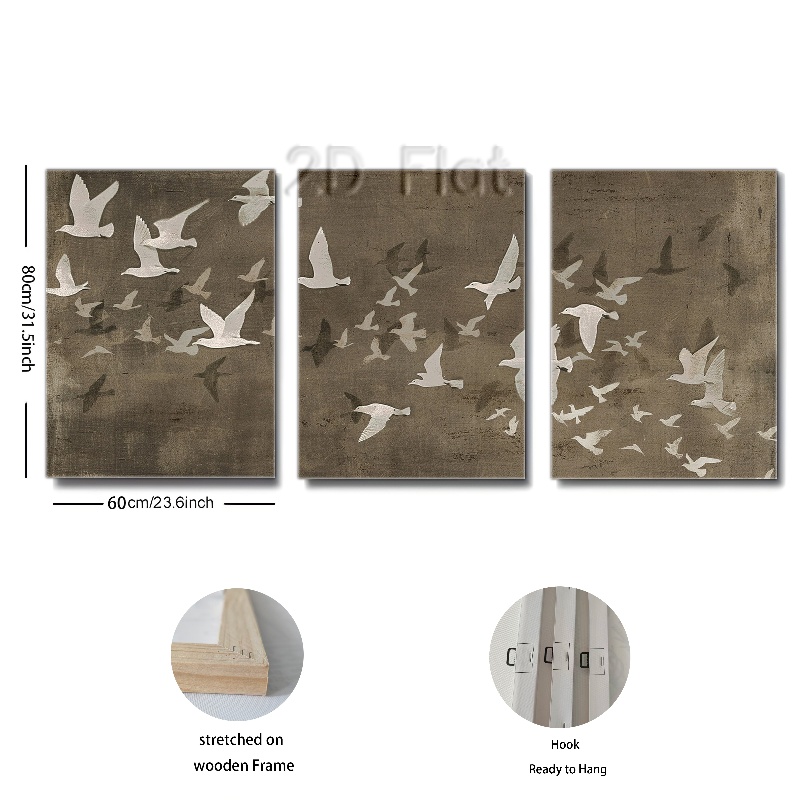 2D Flat
80cm/31.5inch
60cm/23.6inch
stretched on
wooden Frame
Hook
Ready to Hang